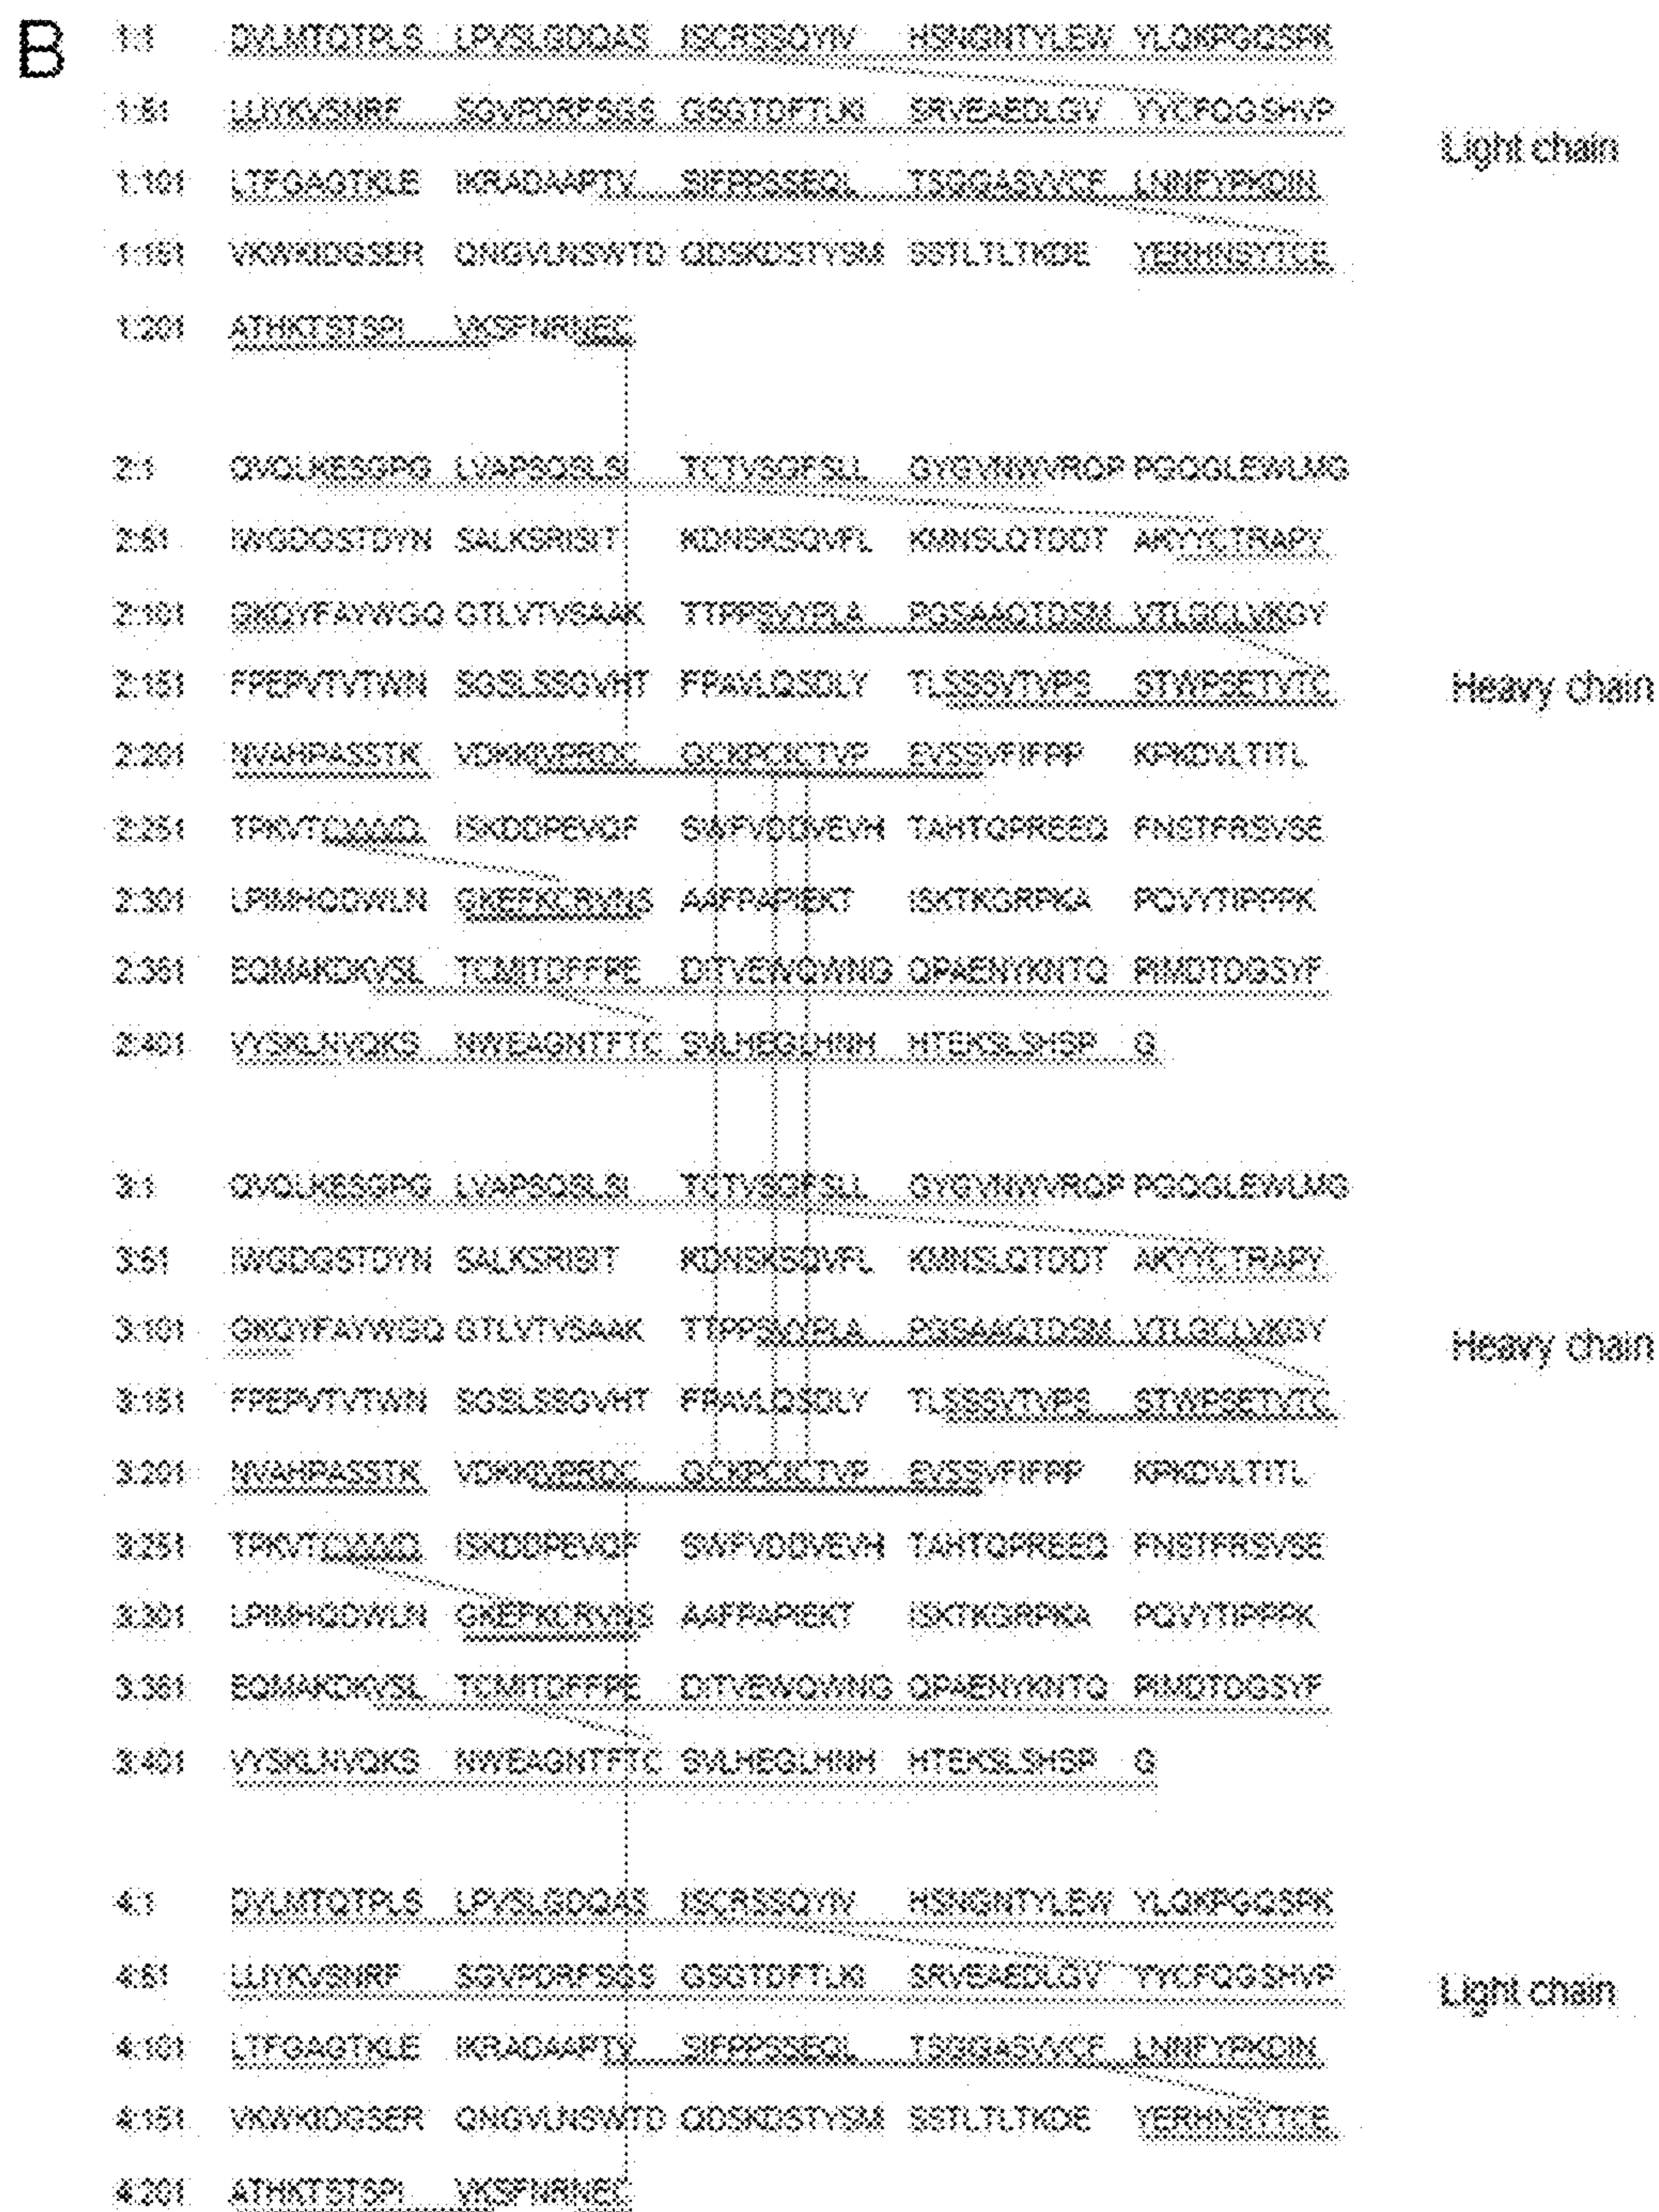 B
1:1 DVLMTQTPLS LPVSLGDQAS ISCRSSQYIV HSNGNTYLEW YLQKPGQSPK
1:51 LLIYKVSNRF SGVPDRFSGS GSGTDFTLKI SRVEAEDLGV YYCFQGSHVP
Light chain
1:101 LTFGAGTKLE IKRADAAPTV SIFPPSSEQL TSGGASVVCF LNNFYPKDIN
1:151 VKWKIDGSER QNGVLNSWTD QDSKDSTYSM SSTLTLTKDE YERHNSYTCE
1:201 ATHKTSTSPI VKSFNRNEC
2:1 QVQLKESGPG LVAPSQSLSI TCTVSGFSLL GYGVNWVRQP PGQGLEWLMG
2:51 IWGDGSTDYN SALKSRISIT KDNSKSQVFL KMNSLQTDDT AKYYCTRAPY
2:101 GKQYFAYWGQ GTLVTVSAAK TTPPSVYPLA PGSAAQTDSM VTLGCLVKGY
2:151 FPEPVTVTWN SGSLSSGVHT FPAVLQSDLY TLSSSVTVPS STWPSETVTC
Heavy chain
2:201 NVAHPASSTK VDKKIVPRDC GCKPCICTVP EVSSVFIFPP KPKDVLTITL
2:251 TPKVTCVVVD ISKDDPEVQF SWFVDDVEVH TAHTQPREEQ FNSTFRSVSE
2:301 LPIMHQDWLN GKEFKCRVNS AAFPAPIEKT ISKTKGRPKA PQVYTIPPPK
2:351 EQMAKDKVSL TCMITDFFPE DITVEWQWNG QPAENYKNTQ PIMDTDGSYF
2:401 VYSKLNVQKS NWEAGNTFTC SVLHEGLHNH HTEKSLSHSP G
3:1 QVQLKESGPG LVAPSQSLSI TCTVSGFSLL GYGVNWVRQP PGQGLEWLMG
3:51 IWGDGSTDYN SALKSRISIT KDNSKSQVFL KMNSLQTDDT AKYYCTRAPY
3:101 GKQYFAYWGQ GTLVTVSAAK TTPPSVYPLA PGSAAQTDSM VTLGCLVKGY
Heavy chain
3:151 FPEPVTVTWN SGSLSSGVHT FPAVLQSDLY TLSSSVTVPS STWPSETVTC
3:201 NVAHPASSTK VDKKIVPRDC GCKPCICTVP EVSSVFIFPP KPKDVLTITL
3:251 TPKVTCVVVD ISKDDPEVQF SWFVDDVEVH TAHTQPREEQ FNSTFRSVSE
3:301 LPIMHQDWLN GKEFKCRVNS AAFPAPIEKT ISKTKGRPKA PQVYTIPPPK
3:351 EQMAKDKVSL TCMITDFFPE DITVEWQWNG QPAENYKNTQ PIMDTDGSYF
3:401 VYSKLNVQKS NWEAGNTFTC SVLHEGLHNH HTEKSLSHSP G
4:1 DVLMTQTPLS LPVSLGDQAS ISCRSSQYIV HSNGNTYLEW YLQKPGQSPK
4:51 LLIYKVSNRF SGVPDRFSGS GSGTDFTLKI SRVEAEDLGV YYCFQGSHVP
Light chain
4:101 LTFGAGTKLE IKRADAAPTV SIFPPSSEQL TSGGASVVCF LNNFYPKDIN
4:151 VKWKIDGSER QNGVLNSWTD QDSKDSTYSM SSTLTLTKDE YERHNSYTCE
4:201 ATHKTSTSPI VKSFNRNEC